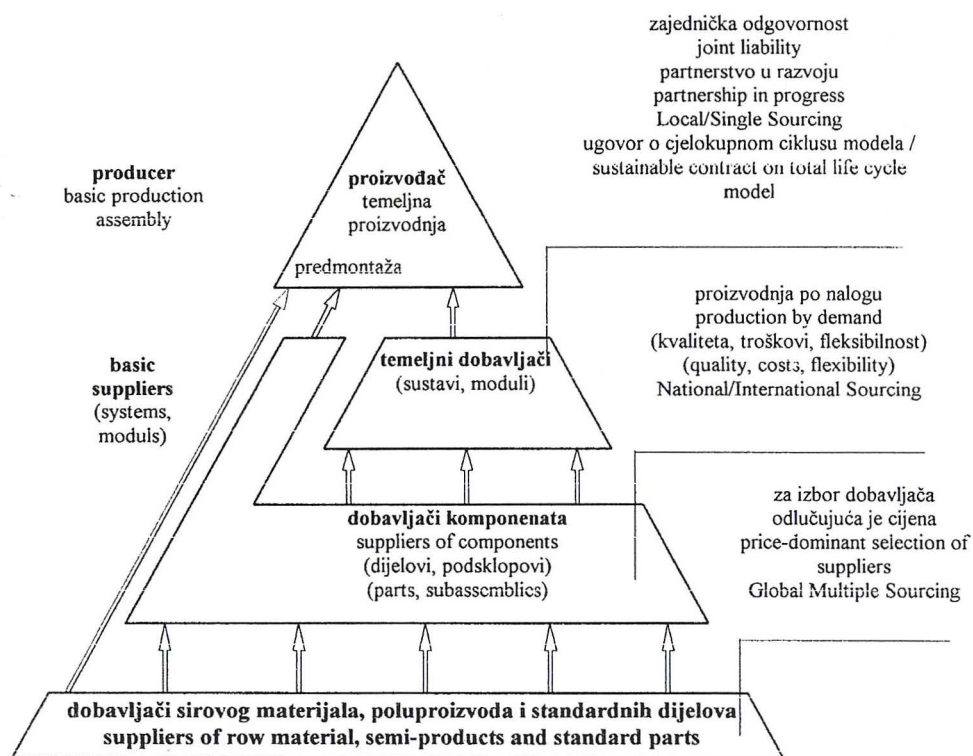 zajednička odgovornost
joint liability
partnerstvo u razvoju
partnership in progress
Local/Single Sourcing
ugovor o cjelokupnom ciklusu modela /
sustainable contract on total life cycle
model
producer
basic production
assembly
proizvođač
temeljna
proizvodnja
predmontaža
proizvodnja po nalogu
production by demand
(kvaliteta, troškovi, fleksibilnost)
(quality, costs, flexibility)
National/International Sourcing
basic
suppliers
(systems,
moduls)
temeljni dobavljači
(sustavi, moduli)
za izbor dobavljača
odlučujuća je cijena
price-dominant selection of
suppliers
Global Multiple Sourcing
dobavljači komponenata
suppliers of components
(dijelovi, podsklopovi)
(parts, subassemblies)
dobavljači sirovog materijala, poluproizvoda i standardnih dijelova
suppliers of row material, semi-products and standard parts